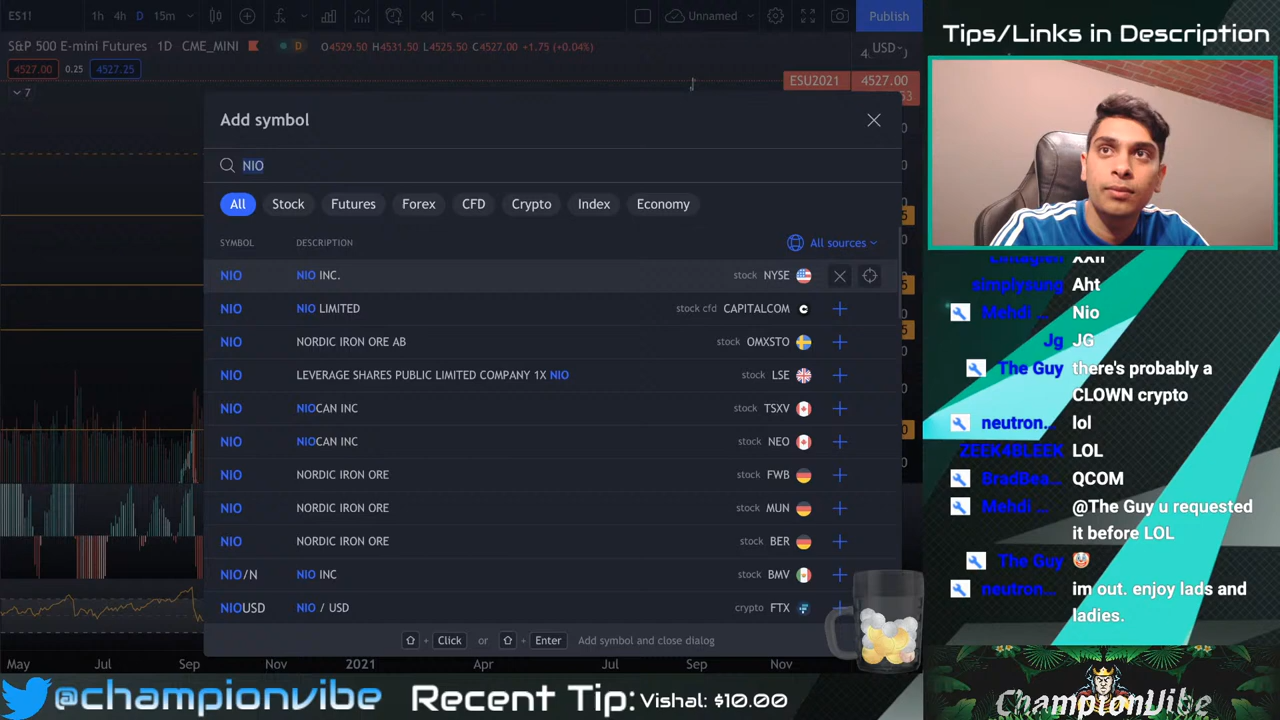 ES1!
1h 4h D 15m
Unnamed
Publish
S&P 500 E-mini Futures 1D CME_MINI D O4529.50 H4531.50 L4525.50 C4527.00 +1.75 (+0.04%)
USD
4527.00 0.25 4527.25
ESU2021 4527.00
7
Add symbol
NIO
All Stock Futures Forex CFD Crypto Index Economy
SYMBOL DESCRIPTION All sources
NIO NIO INC. stock NYSE
NIO NIO LIMITED stock cfd CAPITALCOM
NIO NORDIC IRON ORE AB stock OMXSTO
NIO LEVERAGE SHARES PUBLIC LIMITED COMPANY 1X NIO stock LSE
NIO NIOCAN INC stock TSXV
NIO NIOCAN INC stock NEO
NIO NORDIC IRON ORE stock FWB
NIO NORDIC IRON ORE stock MUN
NIO NORDIC IRON ORE stock BER
NIO/N NIO INC stock BMV
NIOUSD NIO / USD crypto FTX
+ Click or + Enter Add symbol and close dialog
May Jul Sep Nov 2021 Apr Jul Sep Nov
@championvibe Recent Tip: Vishal: $10.00
Tips/Links in Description
simplysung Aht
Mehdi ... Nio
Jg JG
The Guy there's probably a
CLOWN crypto
neutron... lol
ZEEK4BLEEK LOL
BradBea... QCOM
Mehdi ... @The Guy u requested
it before LOL
The Guy 🤡
neutron... im out. enjoy lads and
ladies.
ChampionVibe